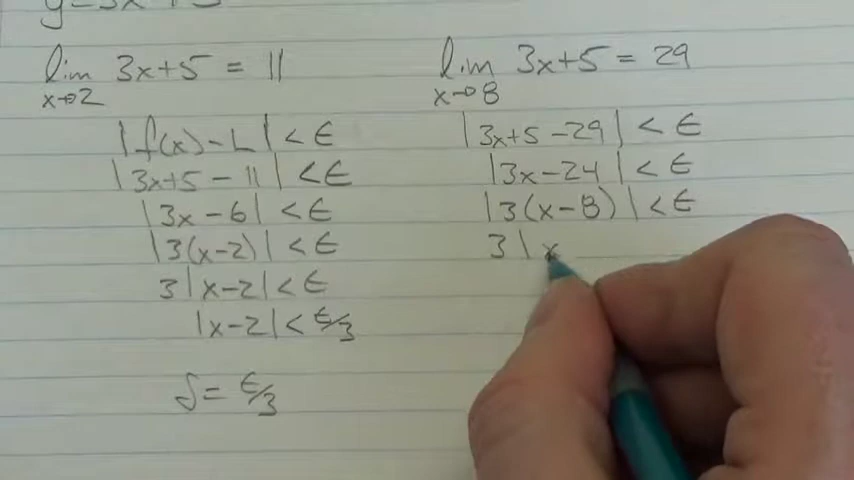 lim 3x+5 = 11
x→2
|f(x)-L| < ε
|3x+5 - 11| < ε
|3x-6| < ε
|3(x-2)| < ε
3|x-2| < ε
|x-2| < ε/3
δ = ε/3
lim 3x+5 = 29
x→8
|3x+5-29| < ε
|3x-24| < ε
|3(x-8)| < ε
3|x